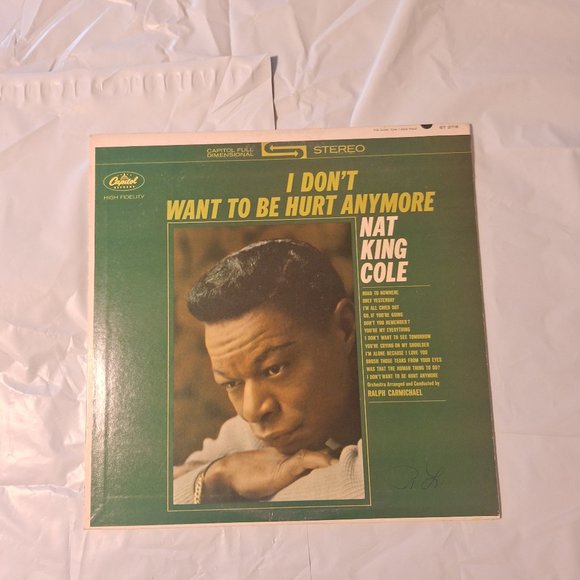 CAPITOL FULL
DIMENSIONAL
STEREO
Capitol
RECORDS
HIGH FIDELITY
I DON'T
WANT TO BE HURT ANYMORE
NAT
KING
COLE
ROAD TO NOWHERE
ONLY YESTERDAY
I'M ALL CRIED OUT
GO, IF YOU'RE GOING
DON'T YOU REMEMBER?
YOU'RE MY EVERYTHING
I DON'T WANT TO SEE TOMORROW
YOU'RE CRYING ON MY SHOULDER
I'M ALONE BECAUSE I LOVE YOU
BRUSH THOSE TEARS FROM YOUR EYES
WAS THAT THE HUMAN THING TO DO?
I DON'T WANT TO BE HURT ANYMORE
Orchestra Arranged and Conducted by
RALPH CARMICHAEL